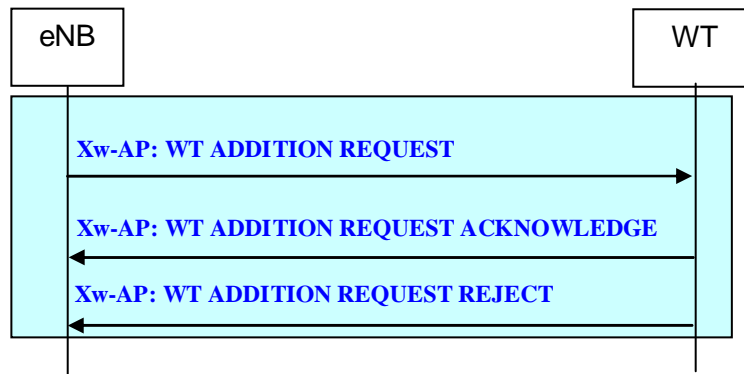 eNB
WT
Xw-AP: WT ADDITION REQUEST
Xw-AP: WT ADDITION REQUEST ACKNOWLEDGE
Xw-AP: WT ADDITION REQUEST REJECT